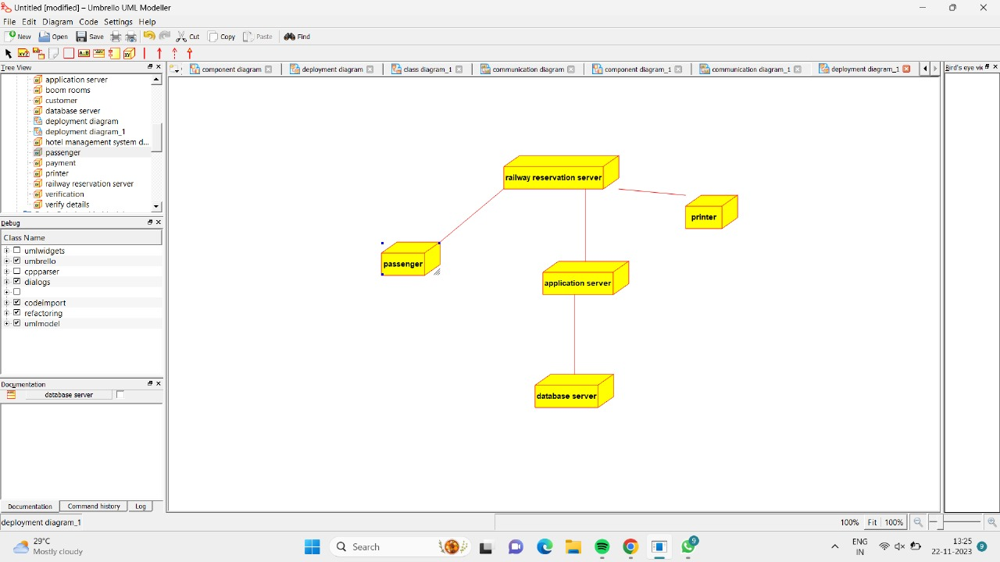 Untitled [modified] – Umbrello UML Modeller
File Edit Diagram Code Settings Help
New Open Save Cut Copy Paste Find
Tree View
application server
boom rooms
customer
database server
deployment diagram
deployment diagram_1
hotel management system d...
passenger
payment
printer
railway reservation server
verification
verify details
Debug
Class Name
umlwidgets
umbrello
cppparser
dialogs
codeimport
refactoring
umlmodel
Documentation
database server
Documentation Command history Log
deployment diagram_1
component diagram deployment diagram class diagram_1 communication diagram component diagram_1 communication diagram_1 deployment diagram_1
railway reservation server
printer
passenger
application server
database server
Bird's eye vie
100% Fit 100%
29°C
Mostly cloudy
Search
9
ENG
IN
13:25
22-11-2023
9